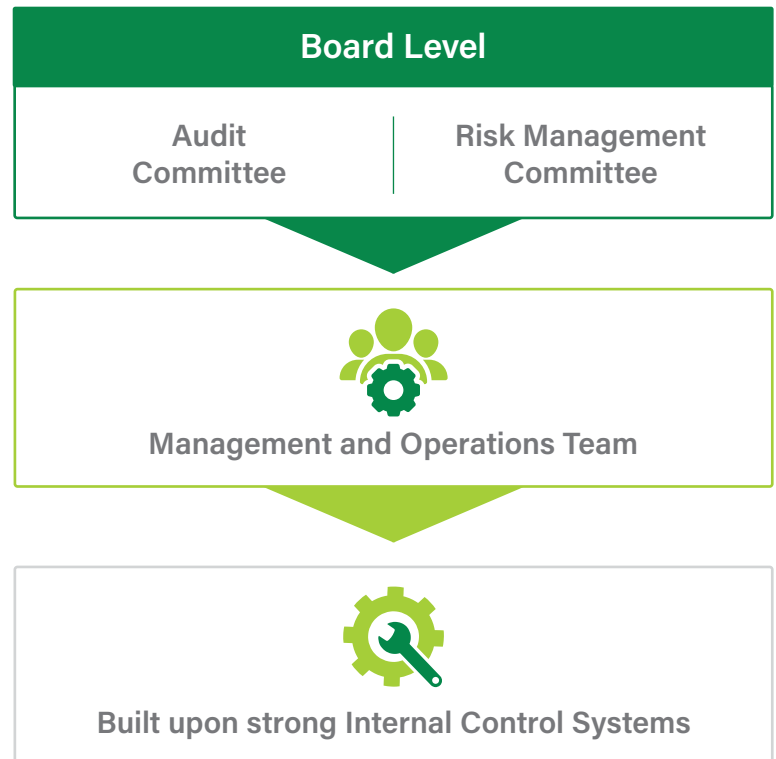 Board Level
Audit
Committee
Risk Management
Committee
Management and Operations Team
Built upon strong Internal Control Systems